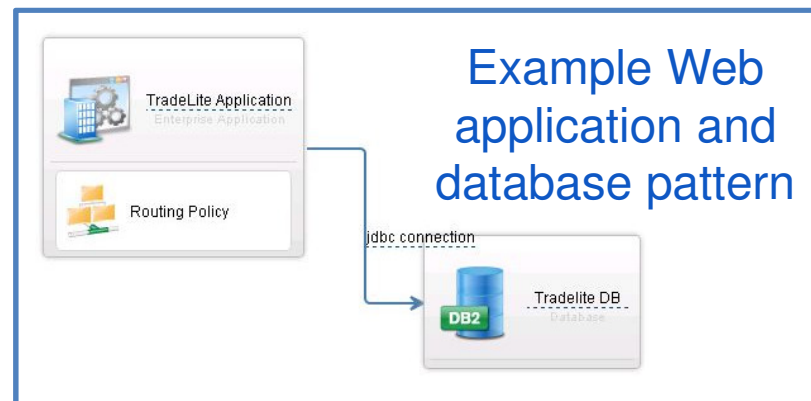 TradeLite Application
Enterprise Application
Routing Policy
Example Web
application and
database pattern
jdbc connection
DB2
Tradelite DB
Database